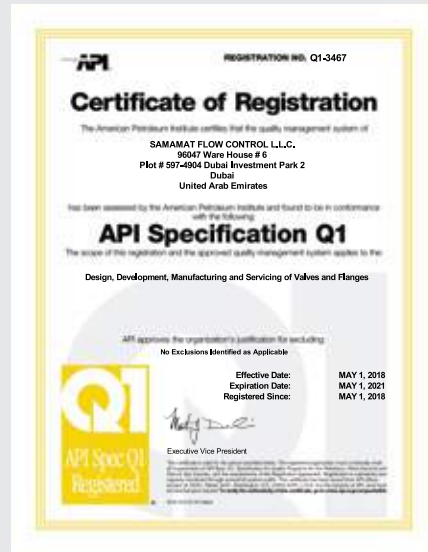 API
REGISTRATION NO. Q1-3467
Certificate of Registration
The American Petroleum Institute certifies that the quality management system of
SAMAMAT FLOW CONTROL L.L.C.
96047 Ware House # 6
Plot # 597-4904 Dubai Investment Park 2
Dubai
United Arab Emirates
has been assessed by the American Petroleum Institute and found to be in conformance
with the following
API Specification Q1
The scope of this registration and the approved quality management system applies to the
Design, Development, Manufacturing and Servicing of Valves and Flanges
API approves the organization's justification for excluding
No Exclusions Identified as Applicable
Effective Date: MAY 1, 2018
Expiration Date: MAY 1, 2021
Registered Since: MAY 1, 2018
Q1
API Spec Q1
Registered
Executive Vice President